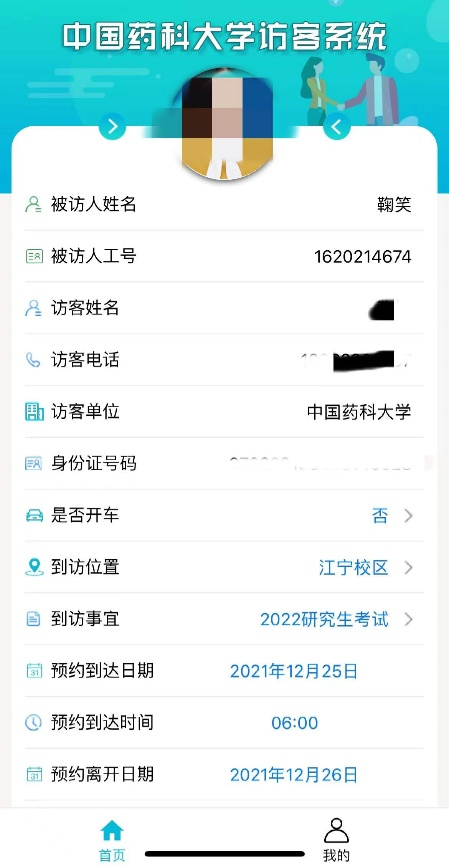 中国药科大学访客系统
被访人姓名 鞠笑
被访人工号 1620214674
访客姓名
访客电话
访客单位 中国药科大学
身份证号码
是否开车 否
到访位置 江宁校区
到访事宜 2022研究生考试
预约到达日期 2021年12月25日
预约到达时间 06:00
预约离开日期 2021年12月26日
首页 我的